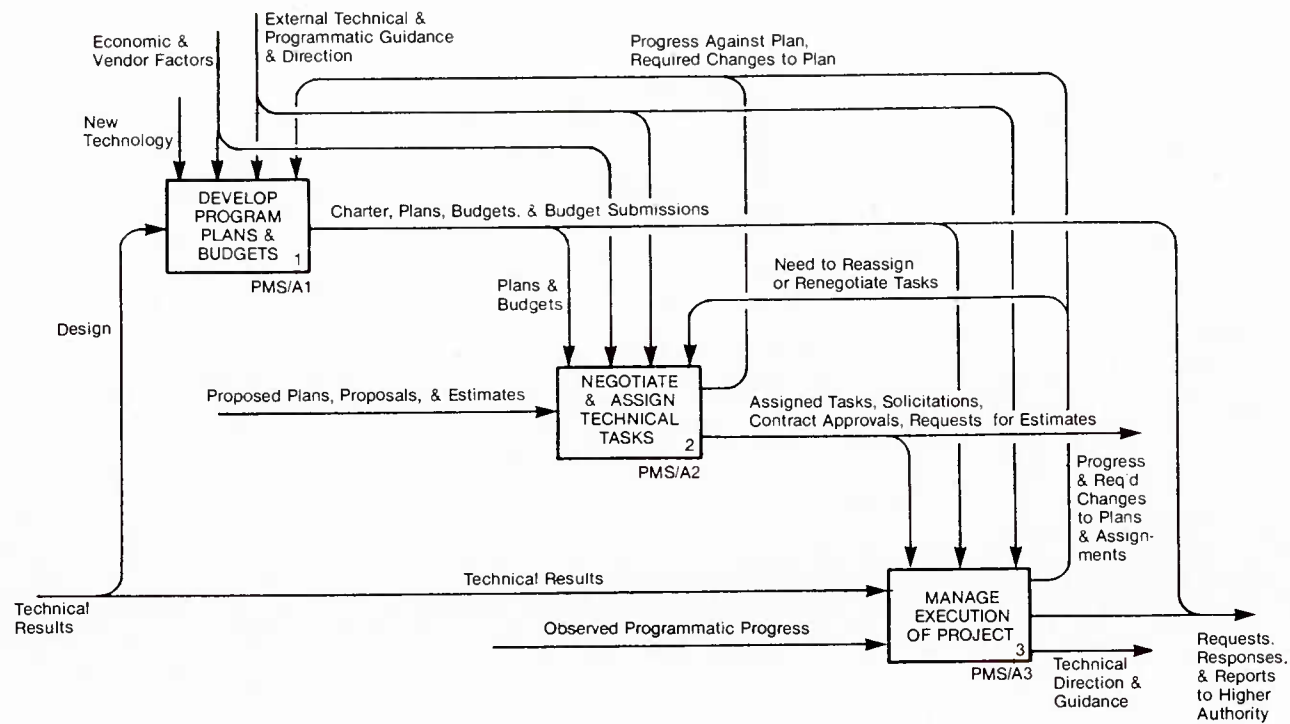 External Technical &
Programmatic Guidance
& Direction
Economic &
Vendor Factors
Progress Against Plan,
Required Changes to Plan
New
Technology
DEVELOP
PROGRAM
PLANS &
BUDGETS
1
PMS/A1
Charter, Plans, Budgets. & Budget Submissions
Need to Reassign
or Renegotiate Tasks
Plans &
Budgets
Design
NEGOTIATE
& ASSIGN
TECHNICAL
TASKS
2
PMS/A2
Proposed Plans, Proposals, & Estimates
Assigned Tasks, Solicitations,
Contract Approvals, Requests for Estimates
Progress
& Req'd
Changes
to Plans
& Assign-
ments
Technical Results
Technical
Results
MANAGE
EXECUTION
OF PROJECT
3
PMS/A3
Observed Programmatic Progress
Technical
Direction &
Guidance
Requests.
Responses.
& Reports
to Higher
Authority